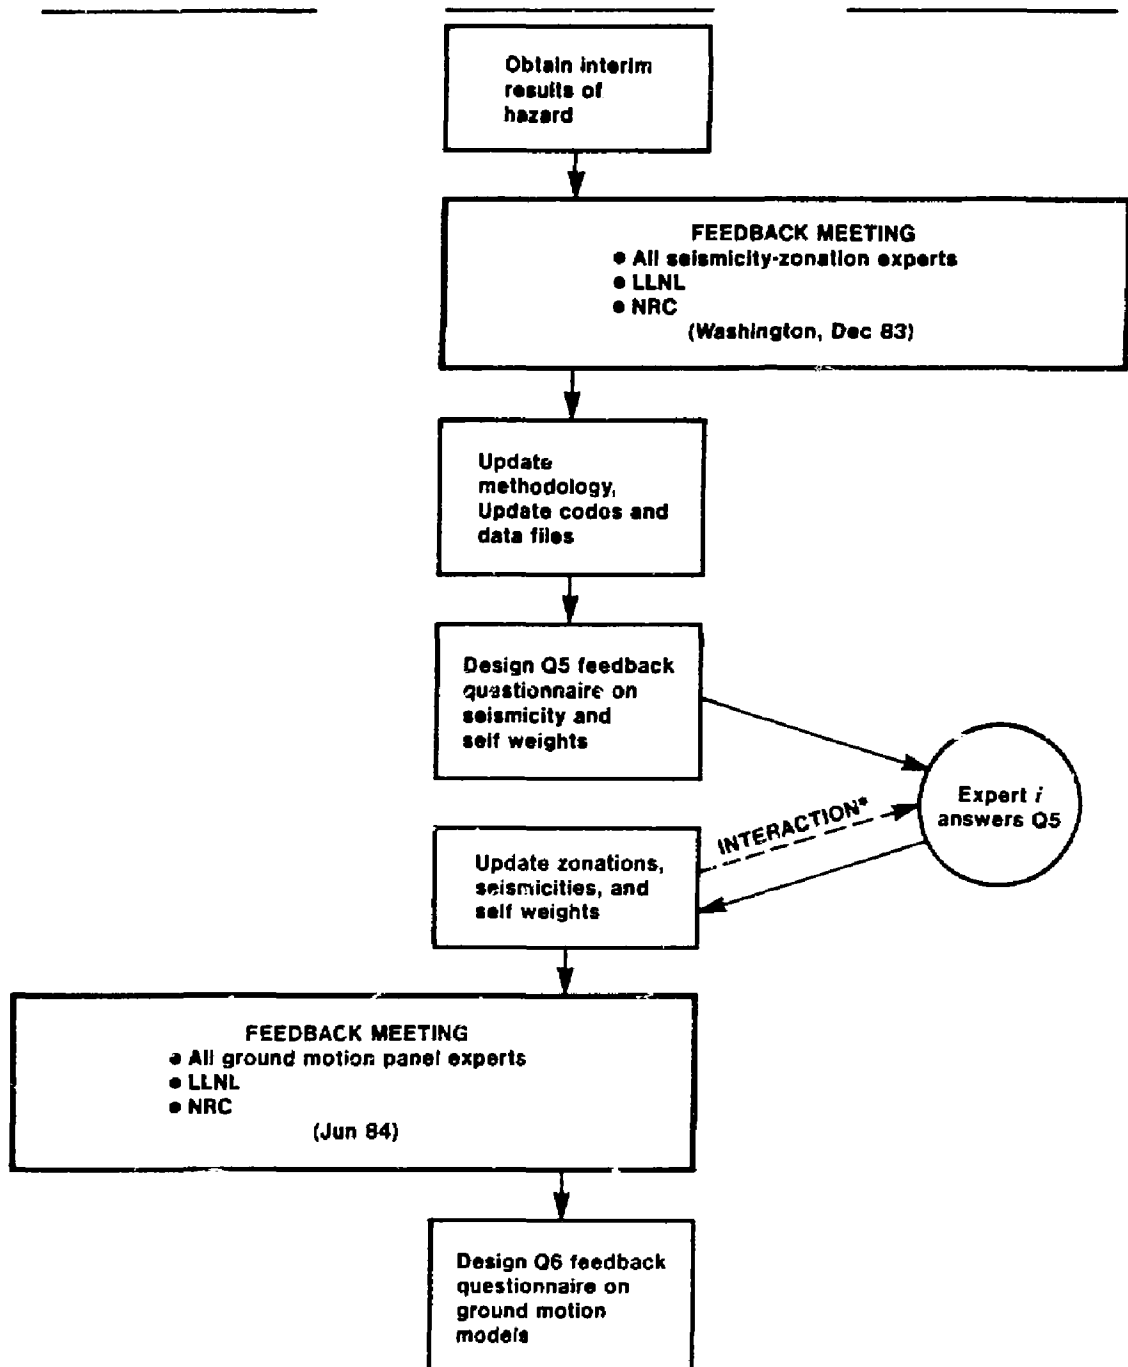 Obtain interim
results of
hazard
FEEDBACK MEETING
● All seismicity-zonation experts
● LLNL
● NRC
(Washington, Dec 83)
Update
methodology,
Update codes and
data files
Design Q5 feedback
questionnaire on
seismicity and
self weights
Expert i
answers Q5
INTERACTION*
Update zonations,
seismicities, and
self weights
FEEDBACK MEETING
● All ground motion panel experts
● LLNL
● NRC
(Jun 84)
Design Q6 feedback
questionnaire on
ground motion
models